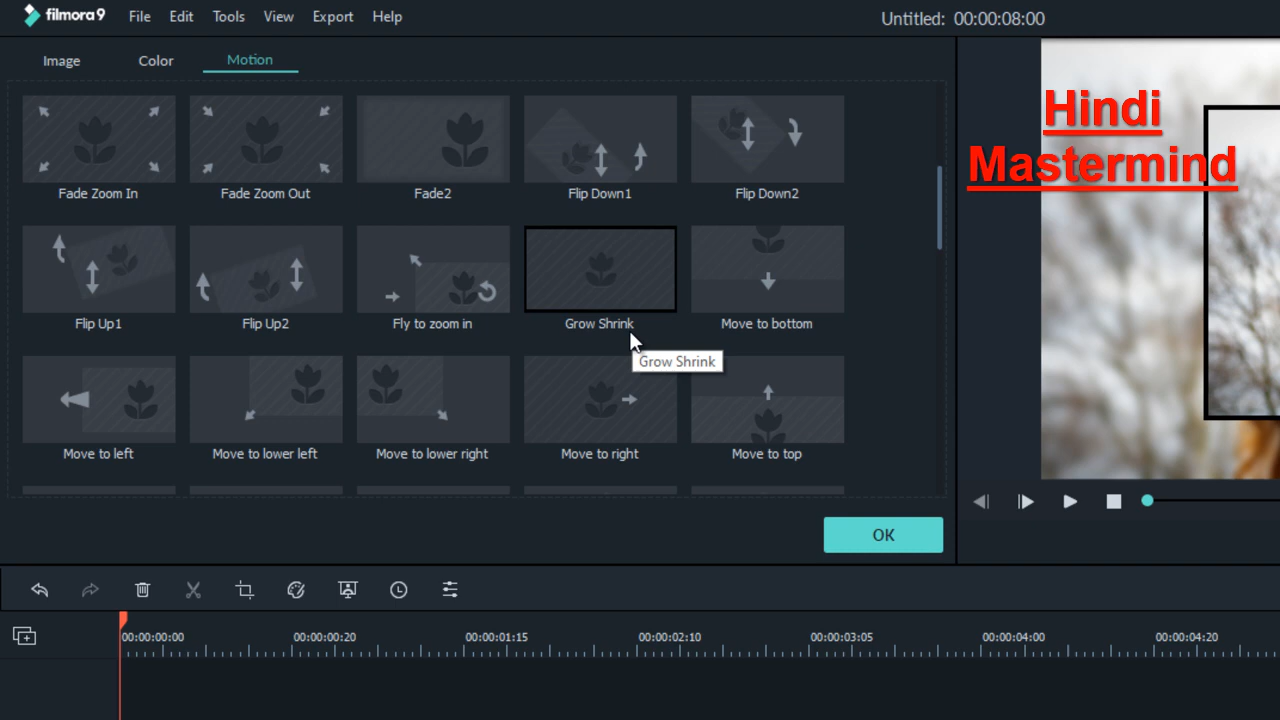 filmora9 File Edit Tools View Export Help
Untitled: 00:00:08:00
Image Color Motion
Hindi
Mastermind
Fade Zoom In Fade Zoom Out Fade2 Flip Down1 Flip Down2
Flip Up1 Flip Up2 Fly to zoom in Grow Shrink Move to bottom
Grow Shrink
Move to left Move to lower left Move to lower right Move to right Move to top
OK
00:00:00:00 00:00:00:20 00:00:01:15 00:00:02:10 00:00:03:05 00:00:04:00 00:00:04:20